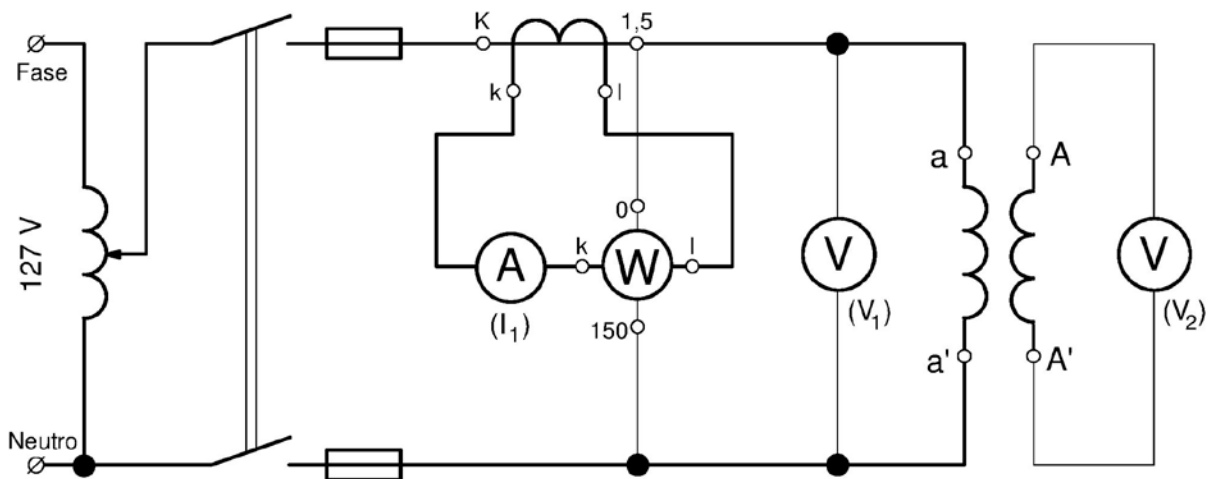 K
1,5
Fase
k
l
a
A
127 V
0
A
k
W
l
V
V
(I₁)
(V₁)
(V₂)
150
a'
A'
Neutro